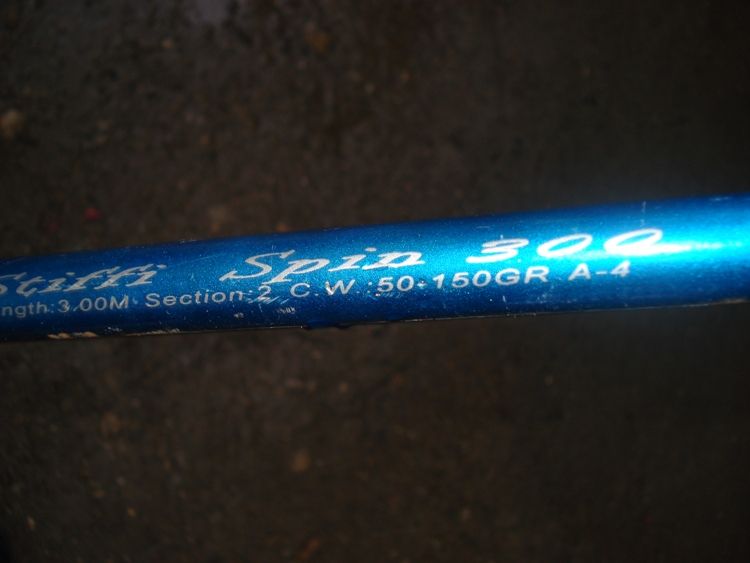 Stiffi Spin 300
ngth:3.00M Section:2 C.W:50-150GR A-4